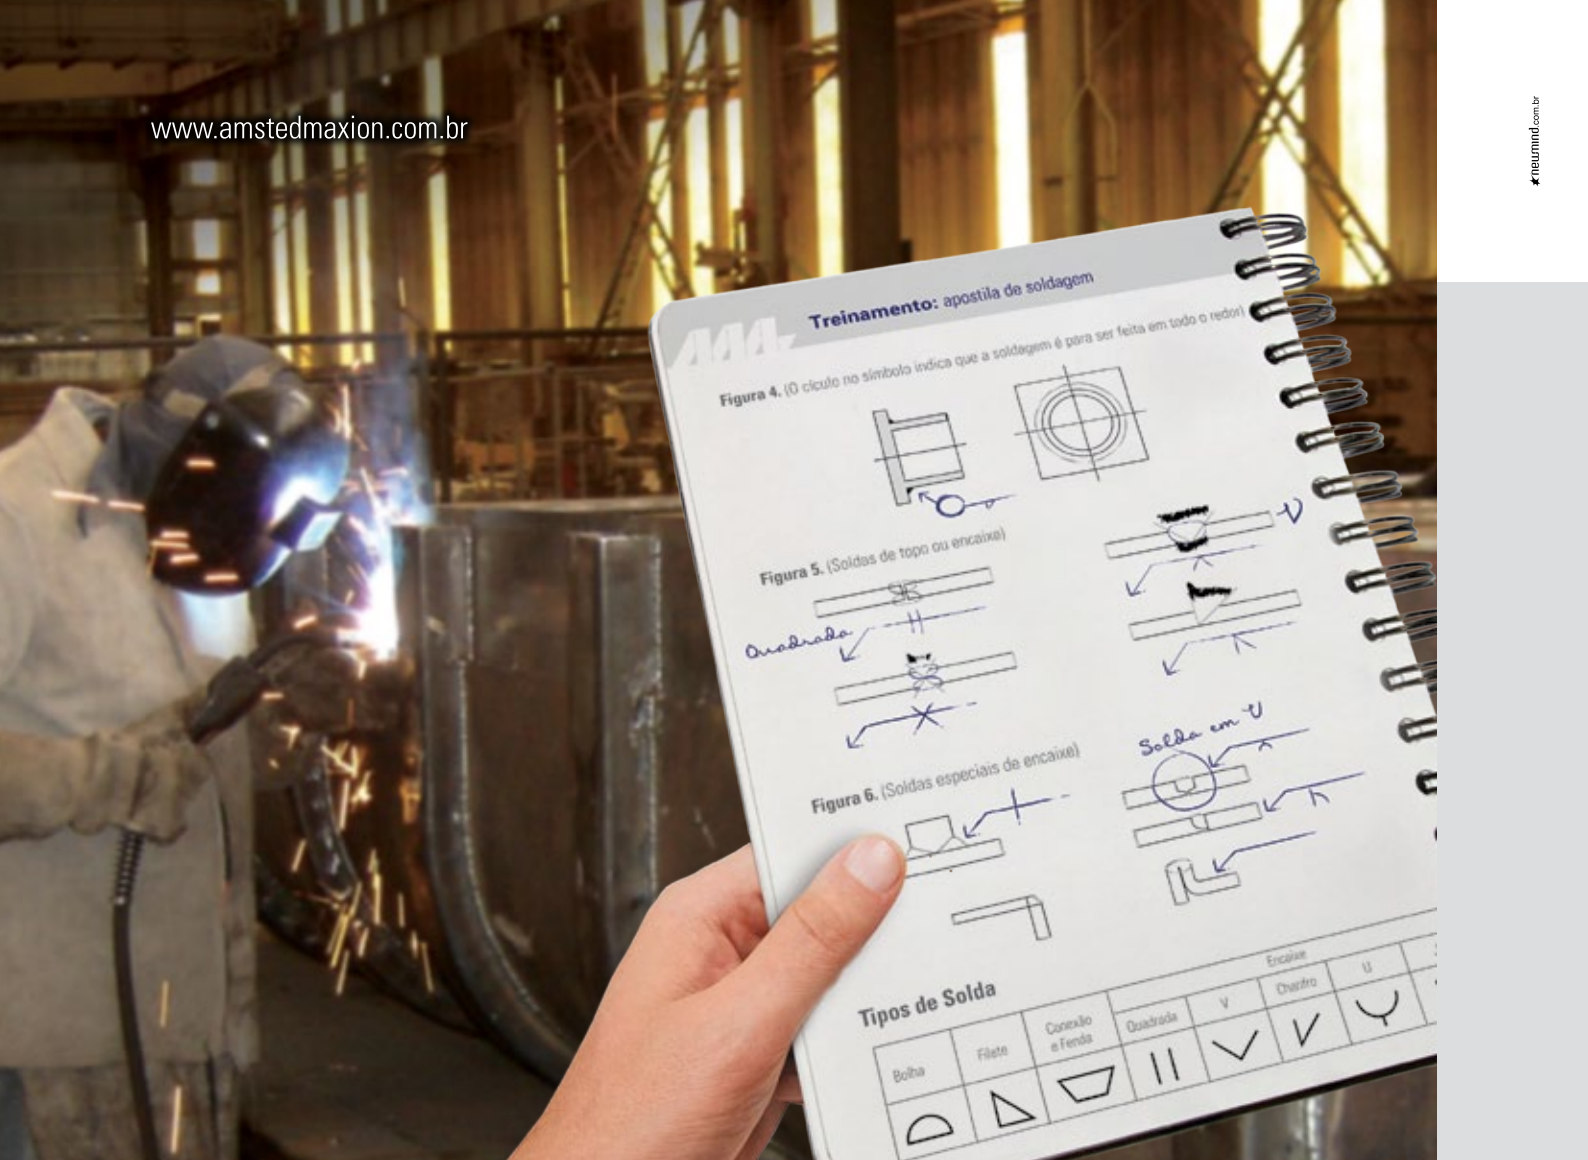 www.amstedmaxion.com.br
newmind.com.br
Treinamento: apostila de soldagem
Figura 4. (O cículo no símbolo indica que a soldagem é para ser feita em todo o redor)
Figura 5. (Soldas de topo ou encaixe)
V
Quadrada
Figura 6. (Soldas especiais de encaixe)
Solda em U
Tipos de Solda
Encaixe
Bolha
Filete
Conexão
e Fenda
Quadrada
V
Chanfro
U